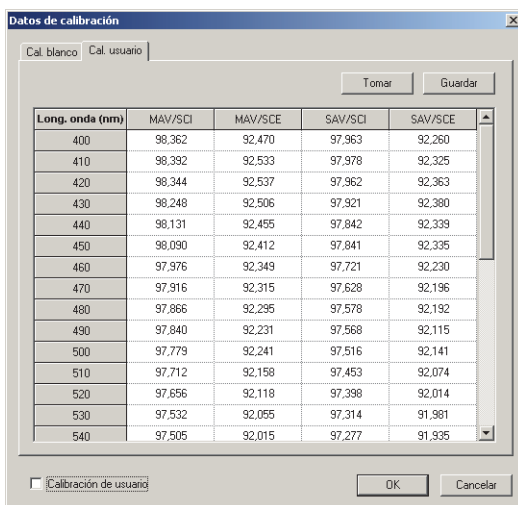 Datos de calibración
Cal. blanco Cal. usuario
Tomar Guardar
Long. onda (nm) MAV/SCI MAV/SCE SAV/SCI SAV/SCE
400 98,362 92,470 97,963 92,260
410 98,392 92,533 97,978 92,325
420 98,344 92,537 97,962 92,363
430 98,248 92,506 97,921 92,380
440 98,131 92,455 97,842 92,339
450 98,090 92,412 97,841 92,335
460 97,976 92,349 97,721 92,230
470 97,916 92,315 97,628 92,196
480 97,866 92,295 97,578 92,192
490 97,840 92,231 97,568 92,115
500 97,779 92,241 97,516 92,141
510 97,712 92,158 97,453 92,074
520 97,656 92,118 97,398 92,014
530 97,532 92,055 97,314 91,981
540 97,505 92,015 97,277 91,935
Calibración de usuario OK Cancelar